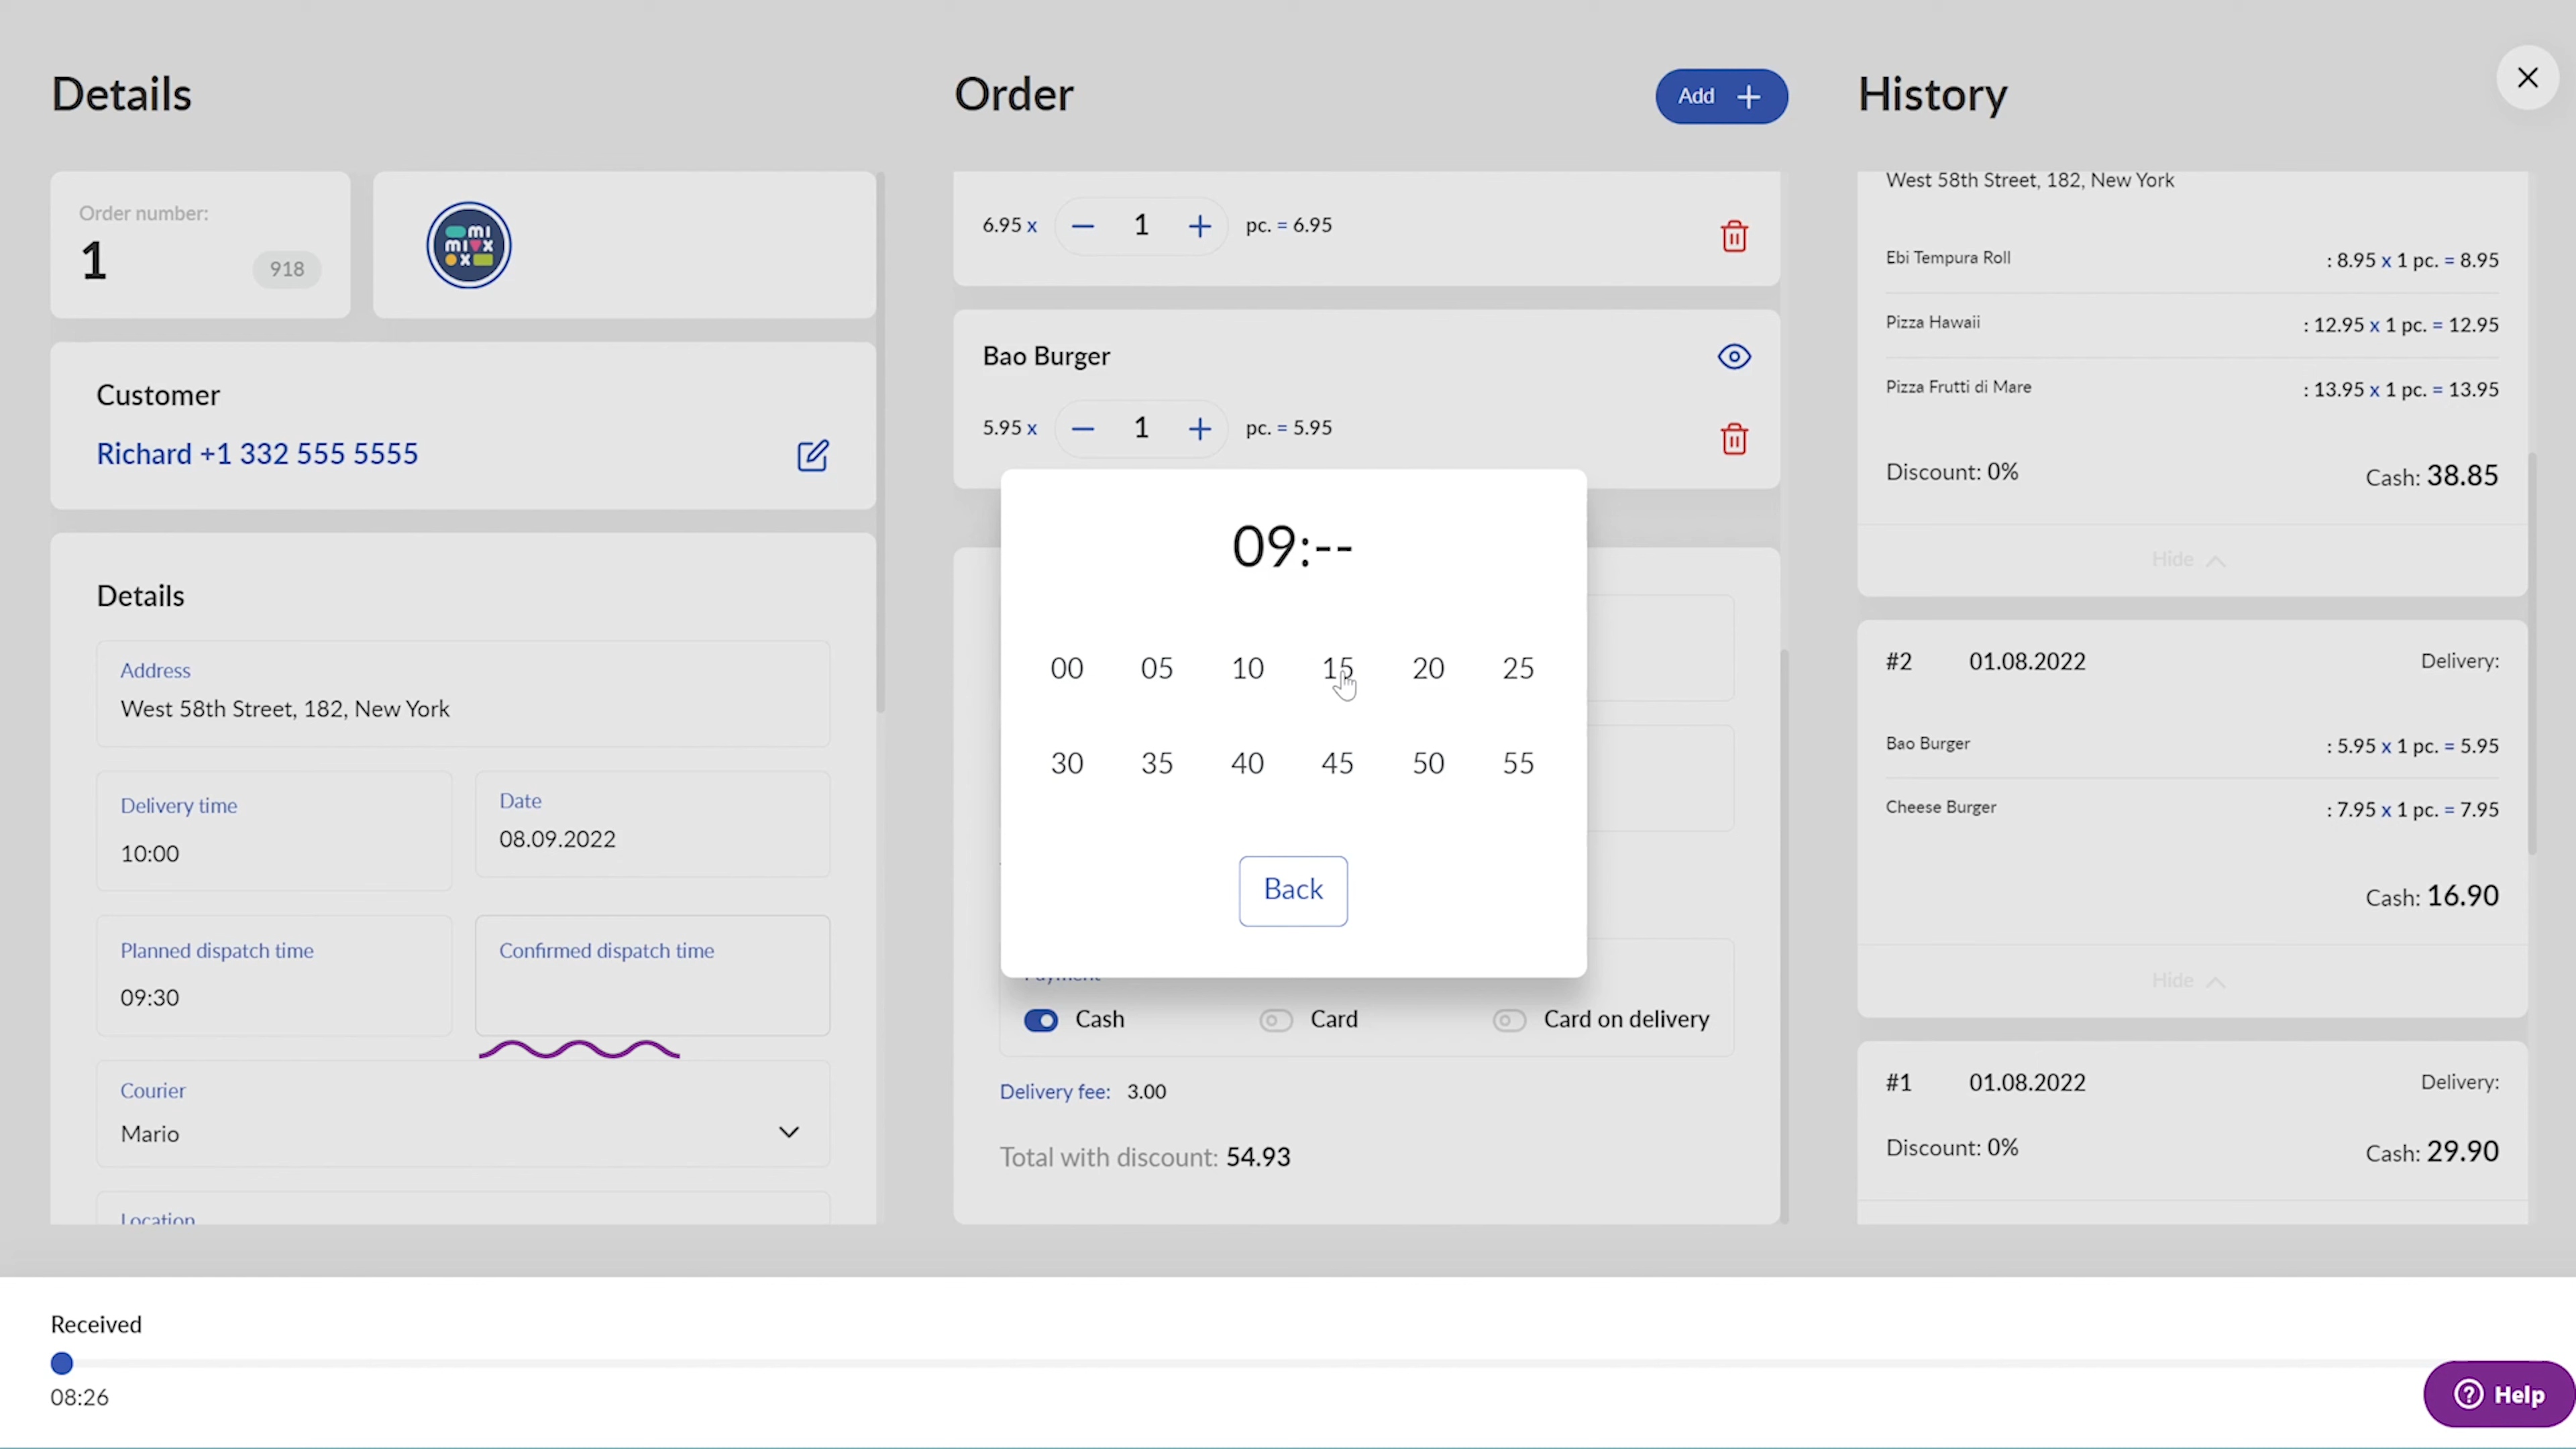 Details
Order number:
1
918
mi
mi x
x
Customer
Richard +1 332 555 5555
Details
Address
West 58th Street, 182, New York
Delivery time
10:00
Date
08.09.2022
Planned dispatch time
09:30
Confirmed dispatch time
Courier
Mario
Location
Order
Add +
6.95 x − 1 + pc. = 6.95
Bao Burger
5.95 x − 1 + pc. = 5.95
09:--
00 05 10 15 20 25
30 35 40 45 50 55
Back
Payment
Cash Card Card on delivery
Delivery fee: 3.00
Total with discount: 54.93
History
West 58th Street, 182, New York
Ebi Tempura Roll : 8.95 x 1 pc. = 8.95
Pizza Hawaii : 12.95 x 1 pc. = 12.95
Pizza Frutti di Mare : 13.95 x 1 pc. = 13.95
Discount: 0% Cash: 38.85
Hide
#2 01.08.2022 Delivery:
Bao Burger : 5.95 x 1 pc. = 5.95
Cheese Burger : 7.95 x 1 pc. = 7.95
Cash: 16.90
Hide
#1 01.08.2022 Delivery:
Discount: 0% Cash: 29.90
Received
08:26
? Help